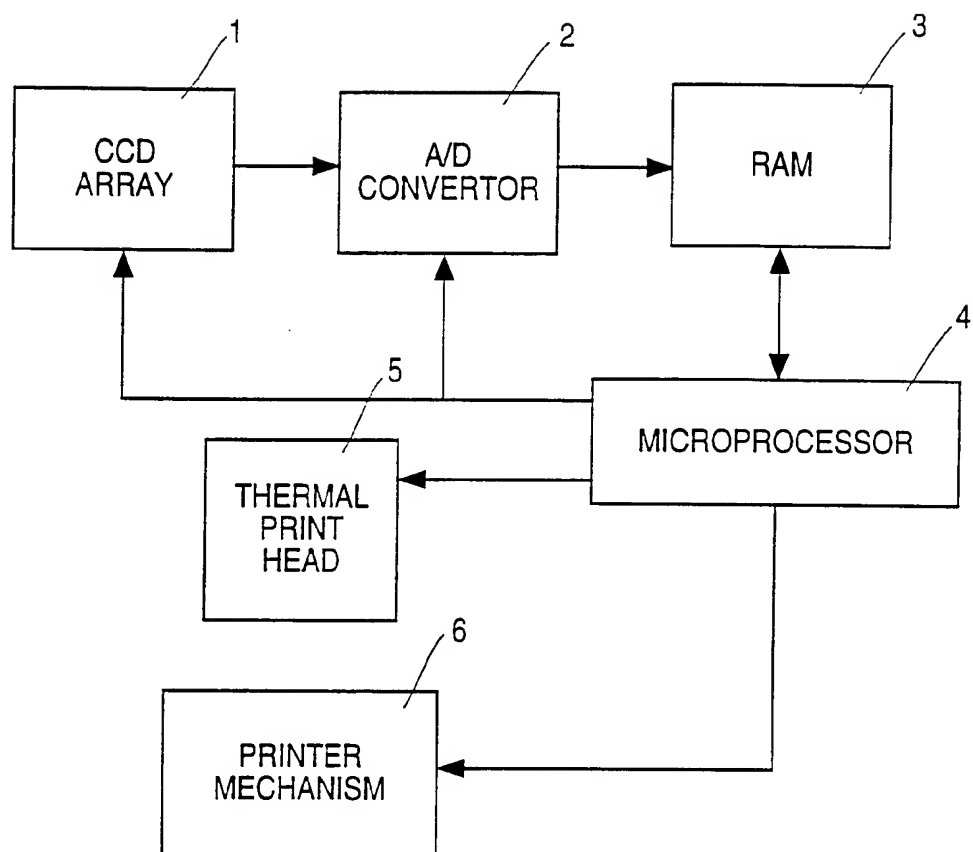 1
2
3
CCD
ARRAY
A/D
CONVERTOR
RAM
4
MICROPROCESSOR
5
THERMAL
PRINT
HEAD
6
PRINTER
MECHANISM